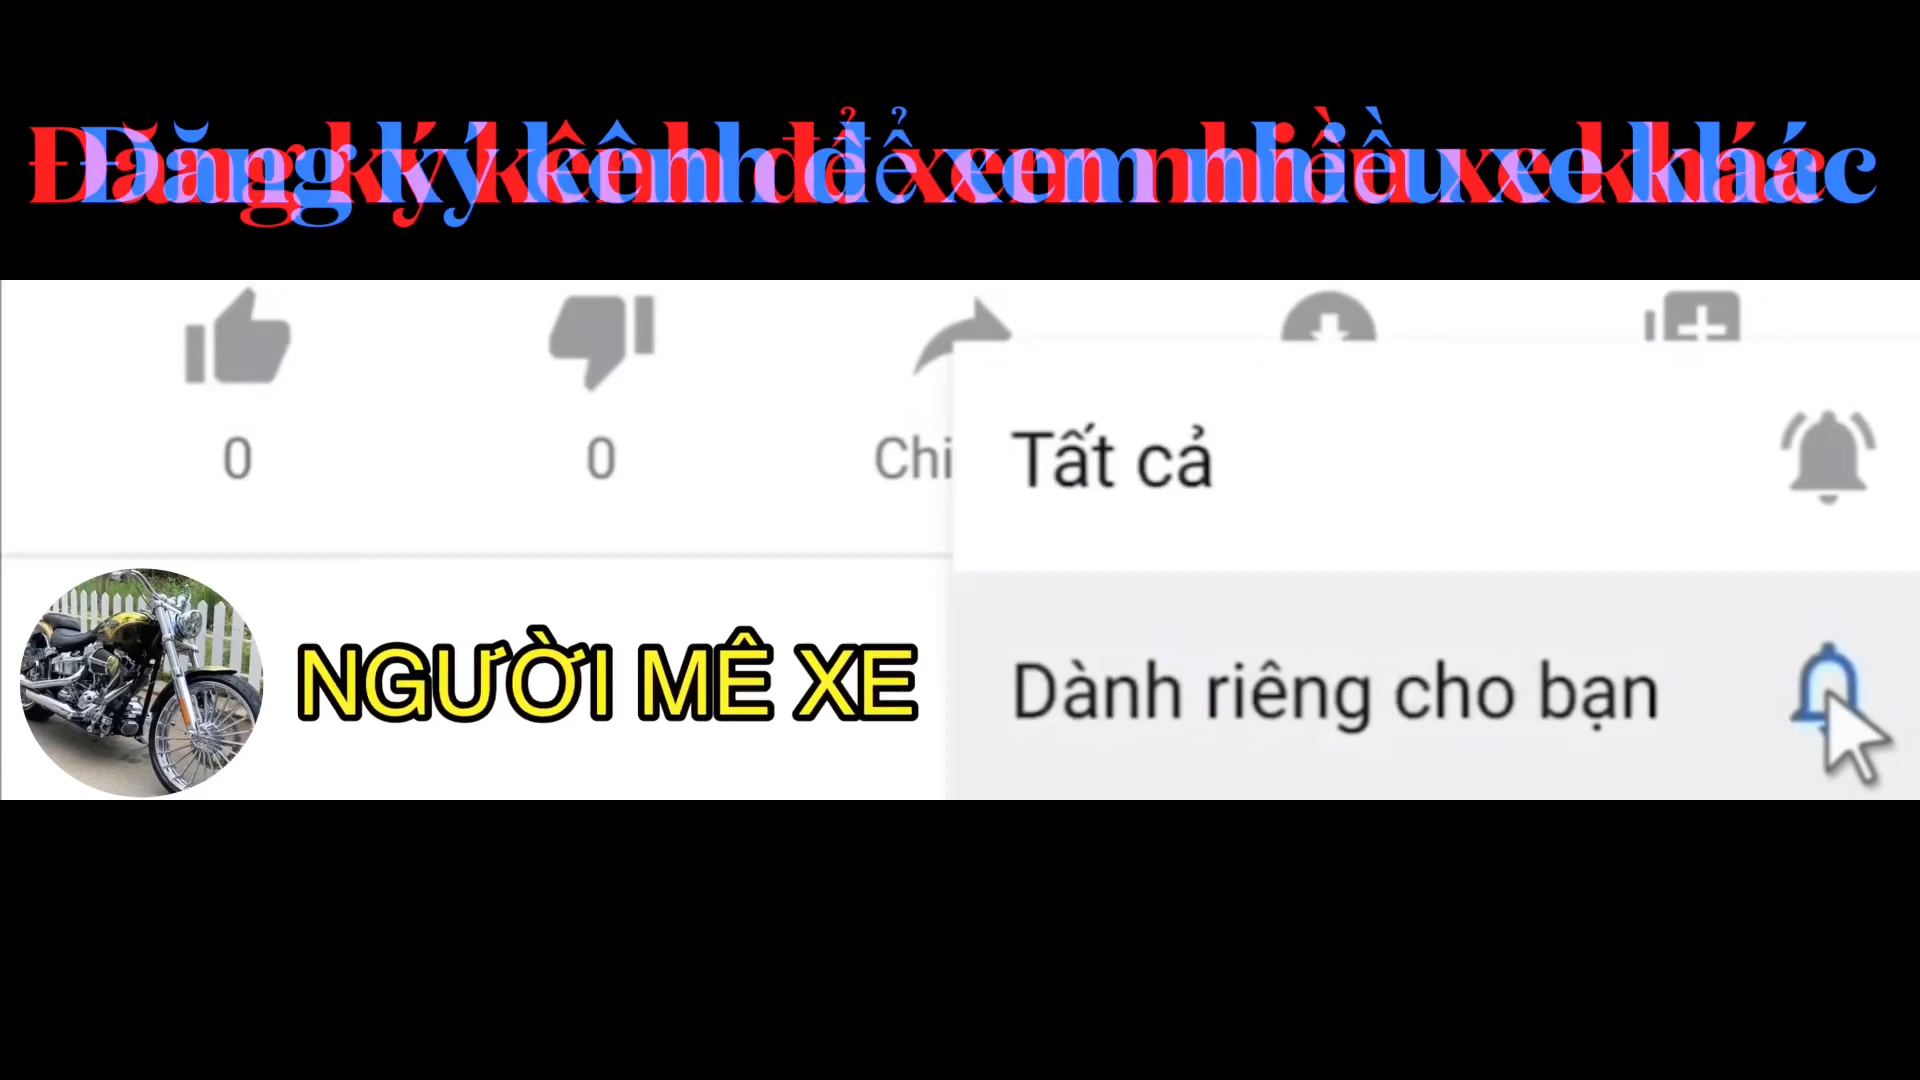 Đăng ký kênh để xem nhiều xe khác
0
0
Chi
Tất cả
NGƯỜI MÊ XE
Dành riêng cho bạn